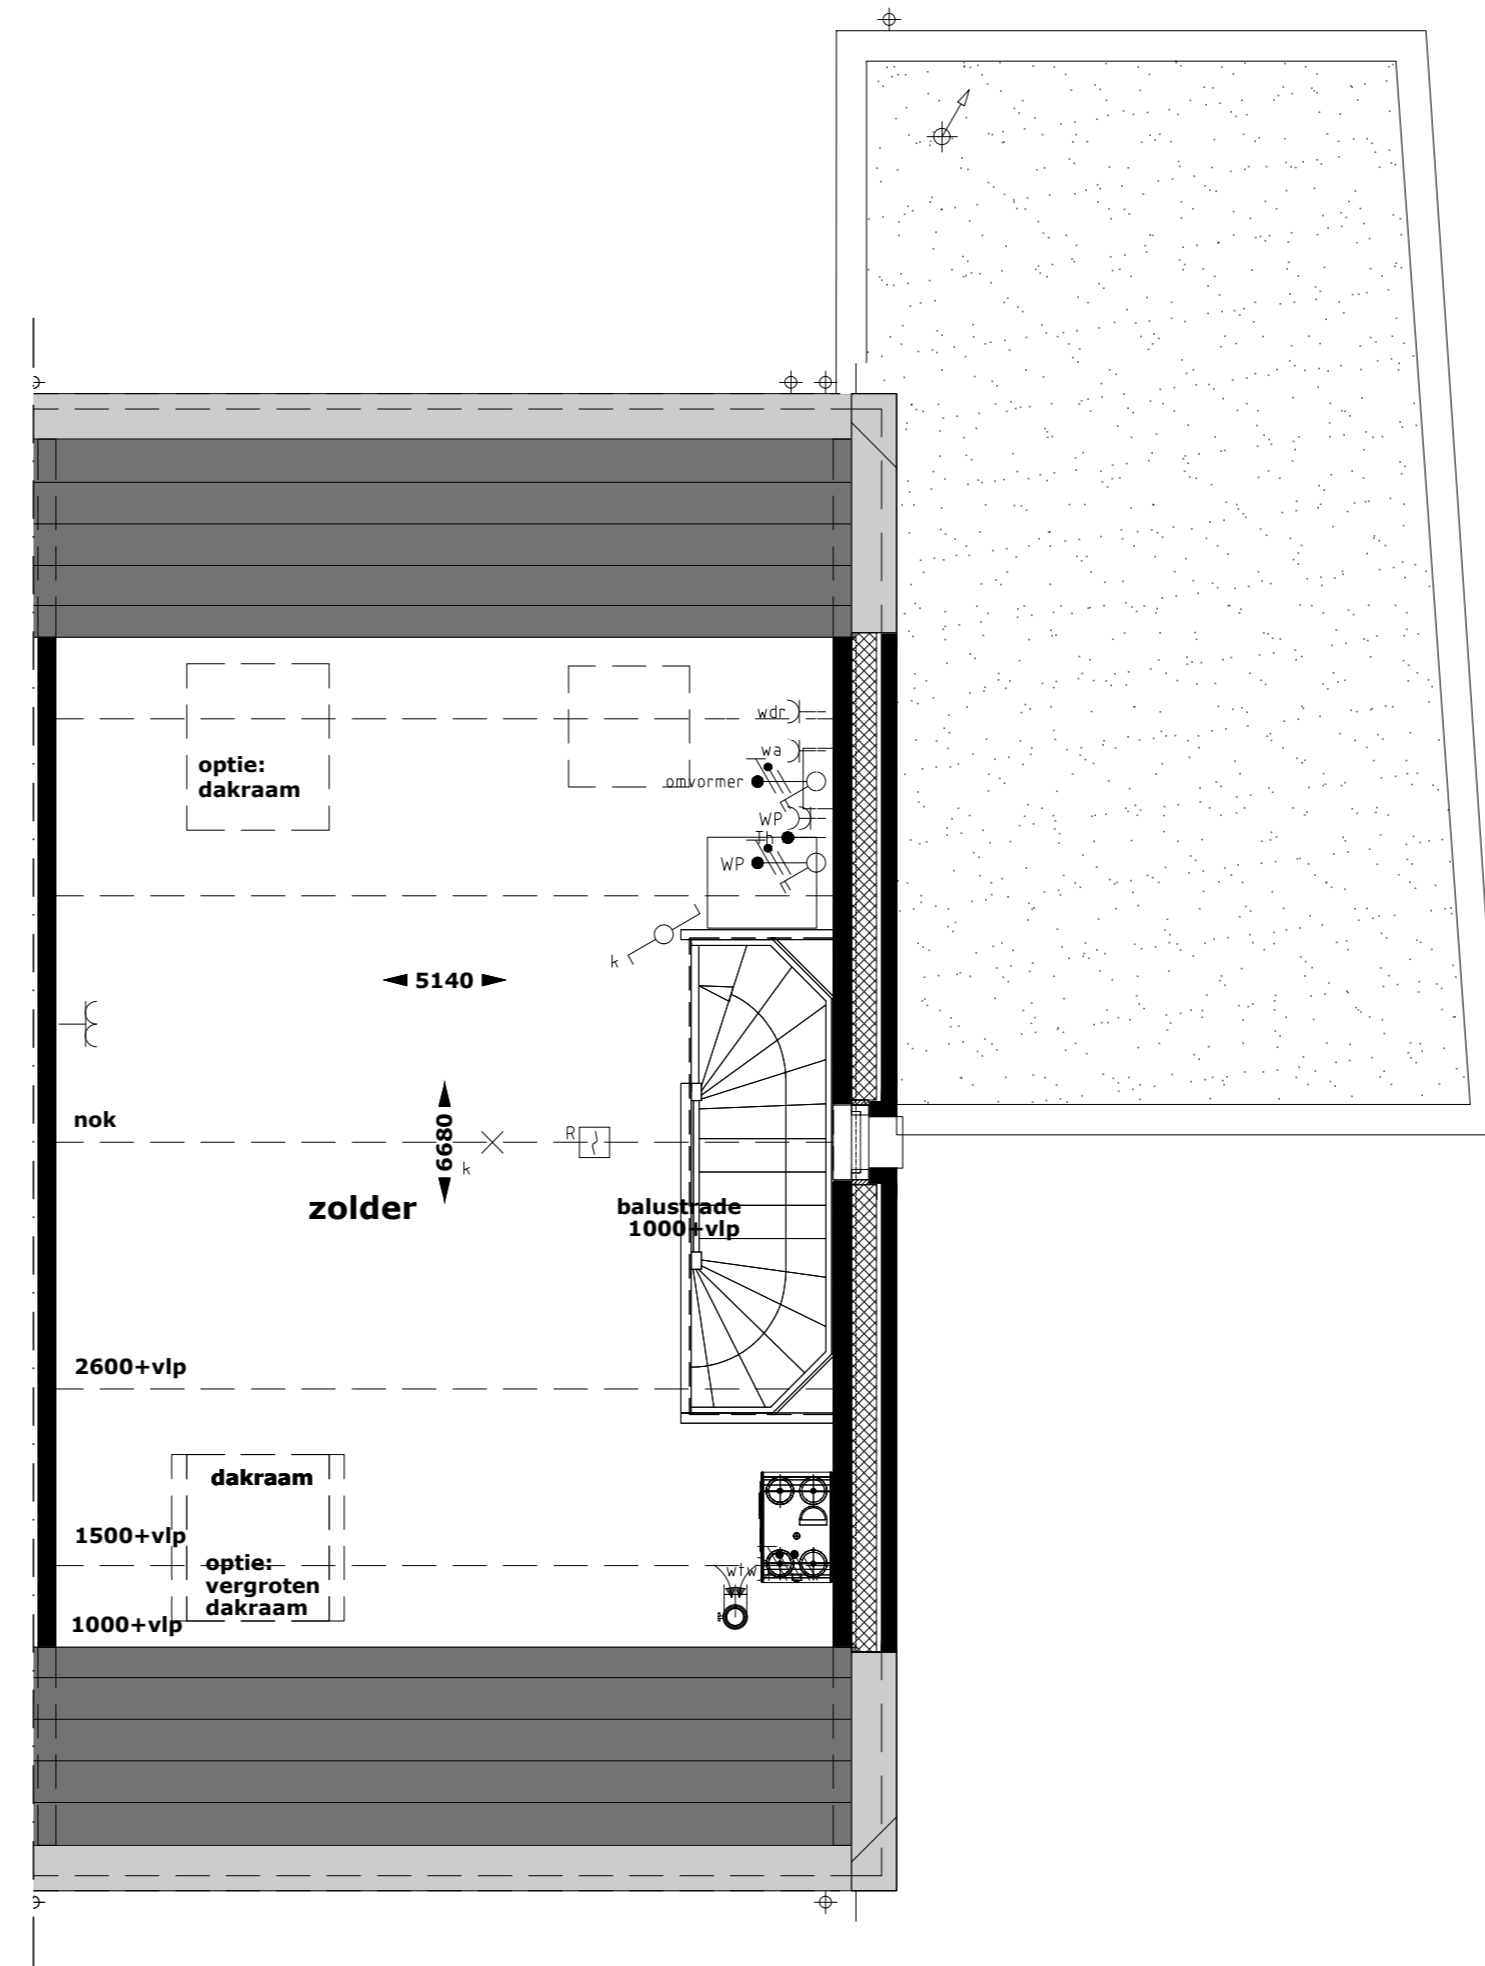 wdr
wa
optie:
dakraam
omvormer
WP
Th
WP
k
5140
nok
R
6680
k
zolder
balustrade
1000+vlp
2600+vlp
dakraam
1500+vlp
optie:
vergroten
dakraam
wtw
1000+vlp